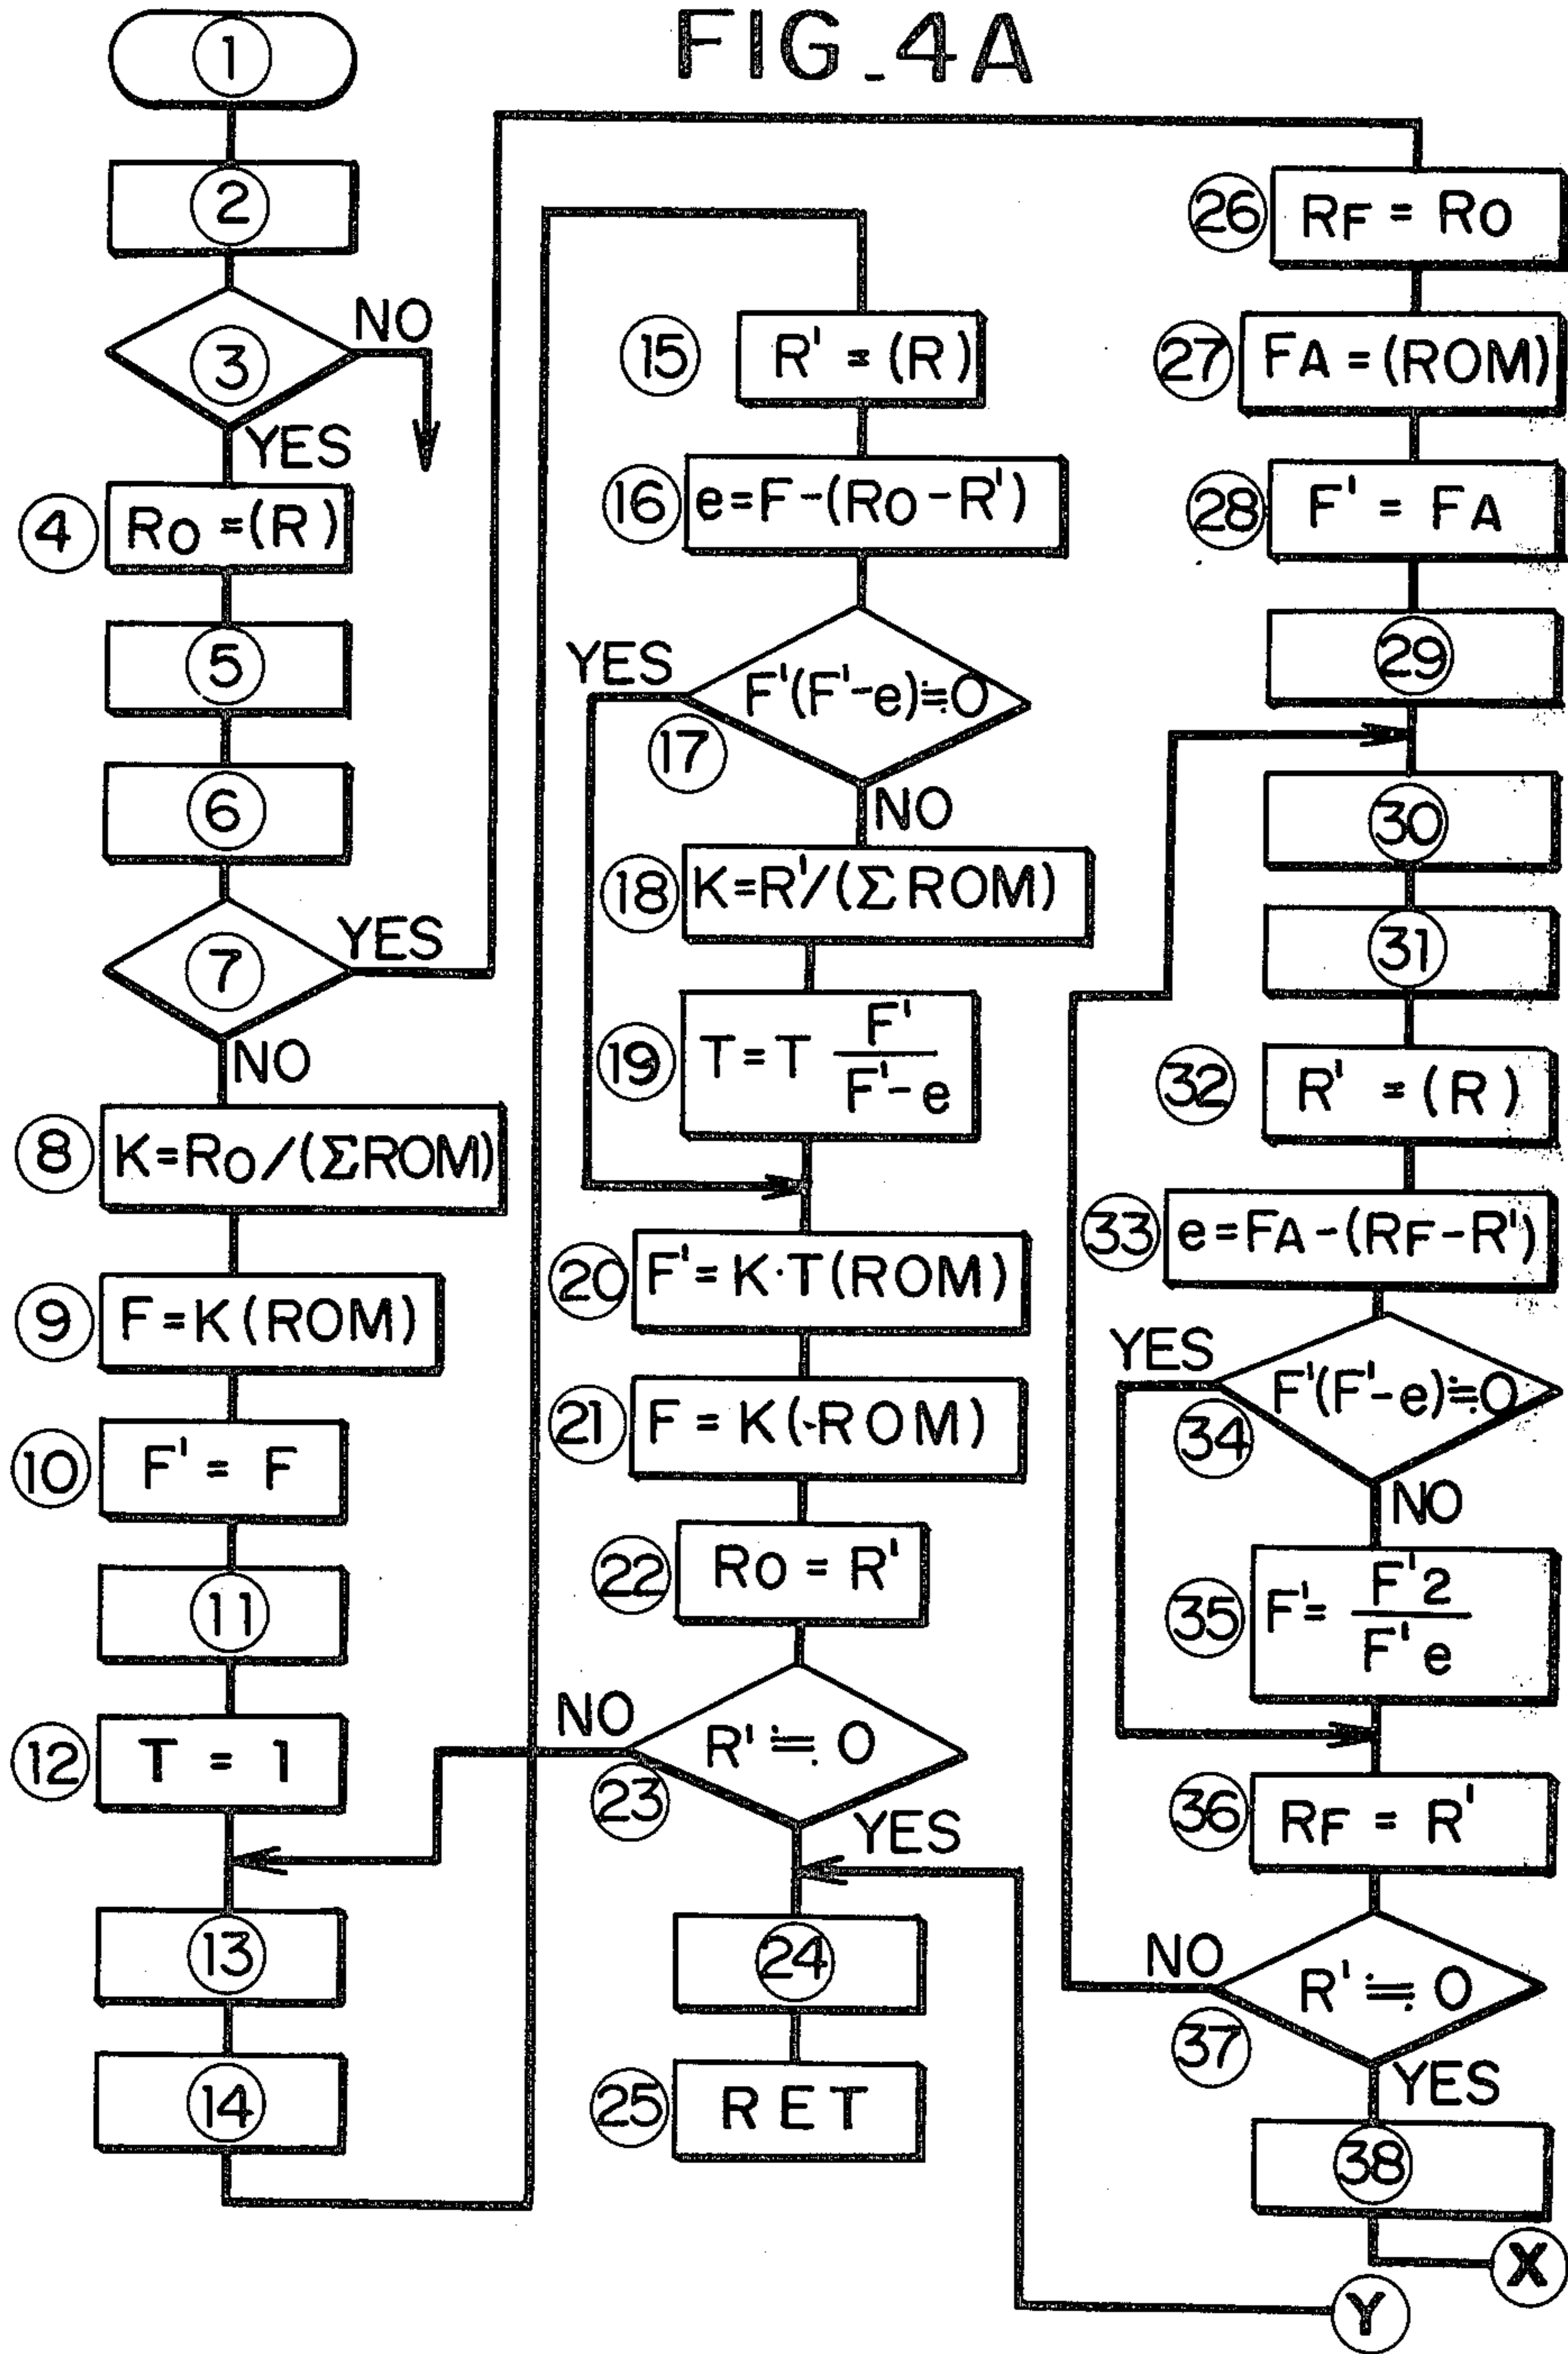 FIG_4A
1
2
3
NO
YES
4
Ro = (R)
5
6
7
YES
NO
8
K=Ro/(ΣROM)
9
F=K(ROM)
10
F' = F
11
12
T = 1
13
14
15
R' = (R)
16
e=F-(Ro-R')
YES
F'(F'-e)≒0
17
NO
18
K=R'/(ΣROM)
19
T=T F'/F'-e
20
F'=K·T(ROM)
21
F=K(-ROM)
22
Ro = R'
NO
R' ≒ 0
23
YES
24
25
RET
26
RF = Ro
27
FA=(ROM)
28
F' = FA
29
30
31
32
R' = (R)
33
e=FA-(RF-R')
YES
F'(F'-e)≒0
34
NO
35
F'= F'2/F'e
36
RF = R'
NO
R' ≒ 0
37
YES
38
X
Y